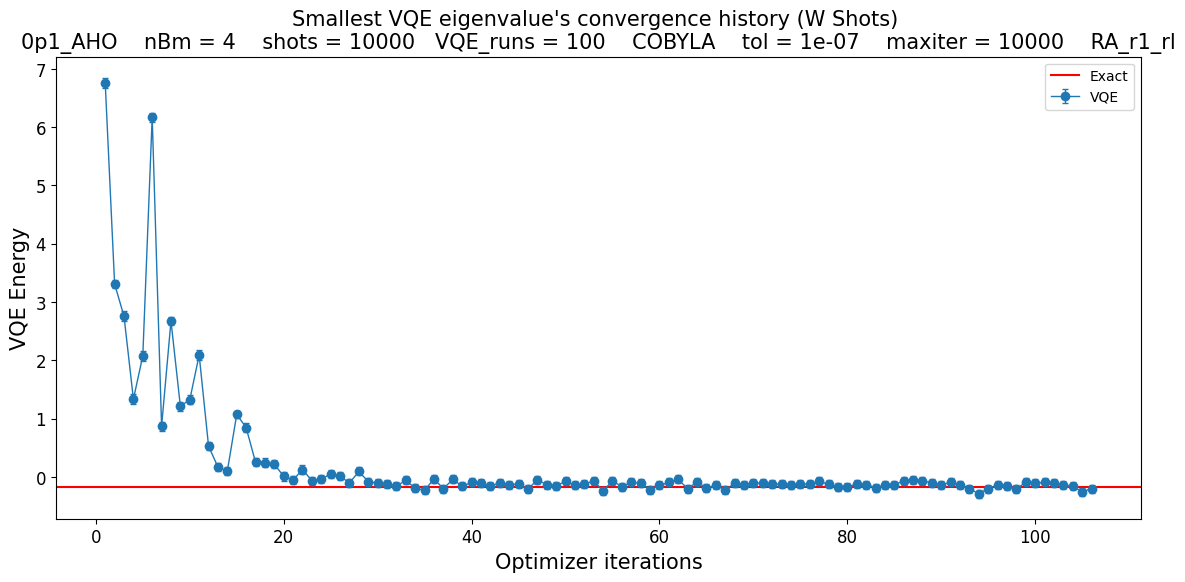 Smallest VQE eigenvalue's convergence history (W Shots)
0p1_AHO nBm = 4 shots = 10000 VQE_runs = 100 COBYLA tol = 1e-07 maxiter = 10000 RA_r1_rl
Exact
VQE
VQE Energy
7
6
5
4
3
2
1
0
0 20 40 60 80 100
Optimizer iterations